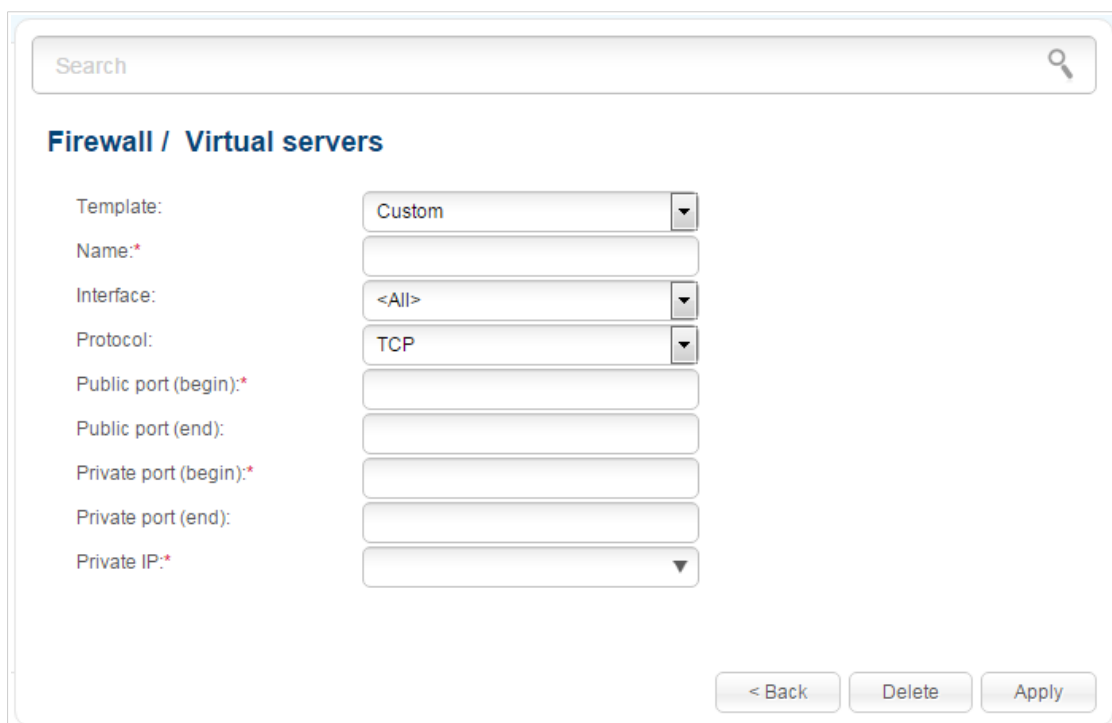 Search
Firewall / Virtual servers
Template: Custom
Name:*
Interface: <All>
Protocol: TCP
Public port (begin):*
Public port (end):
Private port (begin):*
Private port (end):
Private IP:*
< Back Delete Apply